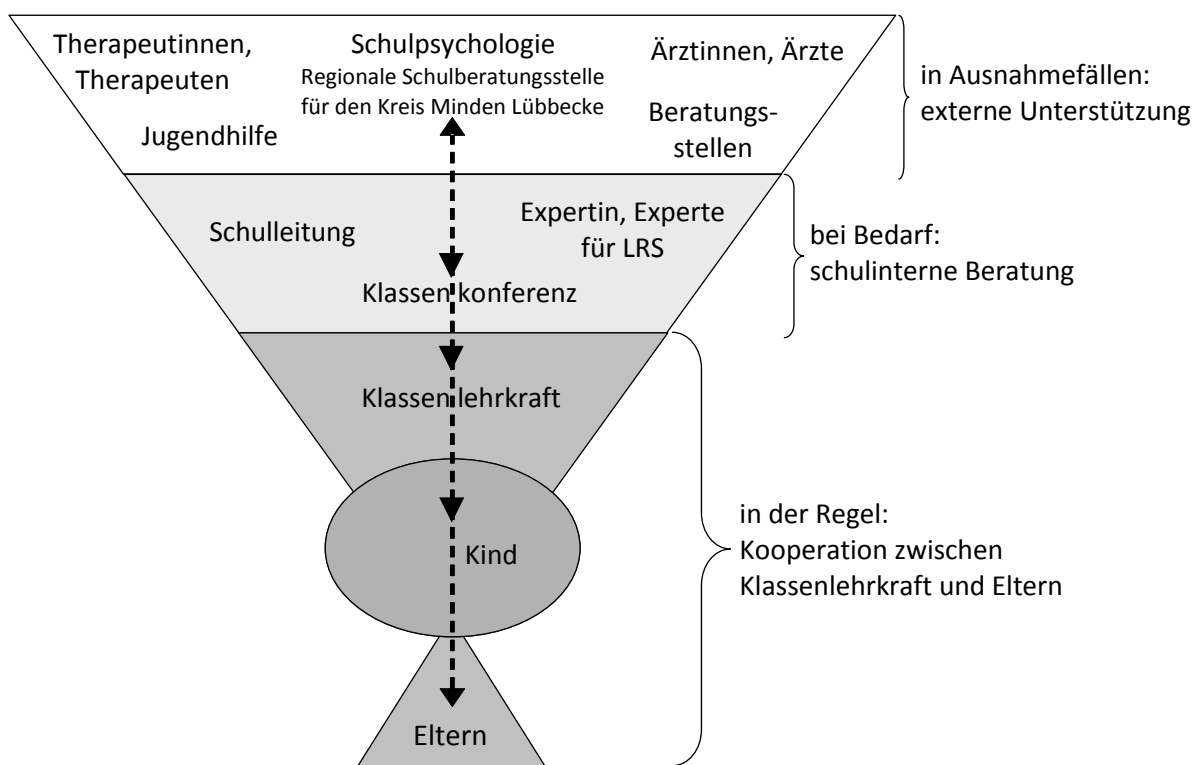 Therapeutinnen,
Therapeuten
Schulpsychologie
Regionale Schulberatungsstelle
für den Kreis Minden Lübbecke
Ärztinnen, Ärzte
Jugendhilfe
Beratungs-
stellen
in Ausnahmefällen:
externe Unterstützung
Schulleitung
Expertin, Experte
für LRS
Klassenkonferenz
bei Bedarf:
schulinterne Beratung
Klassenlehrkraft
Kind
Eltern
in der Regel:
Kooperation zwischen
Klassenlehrkraft und Eltern